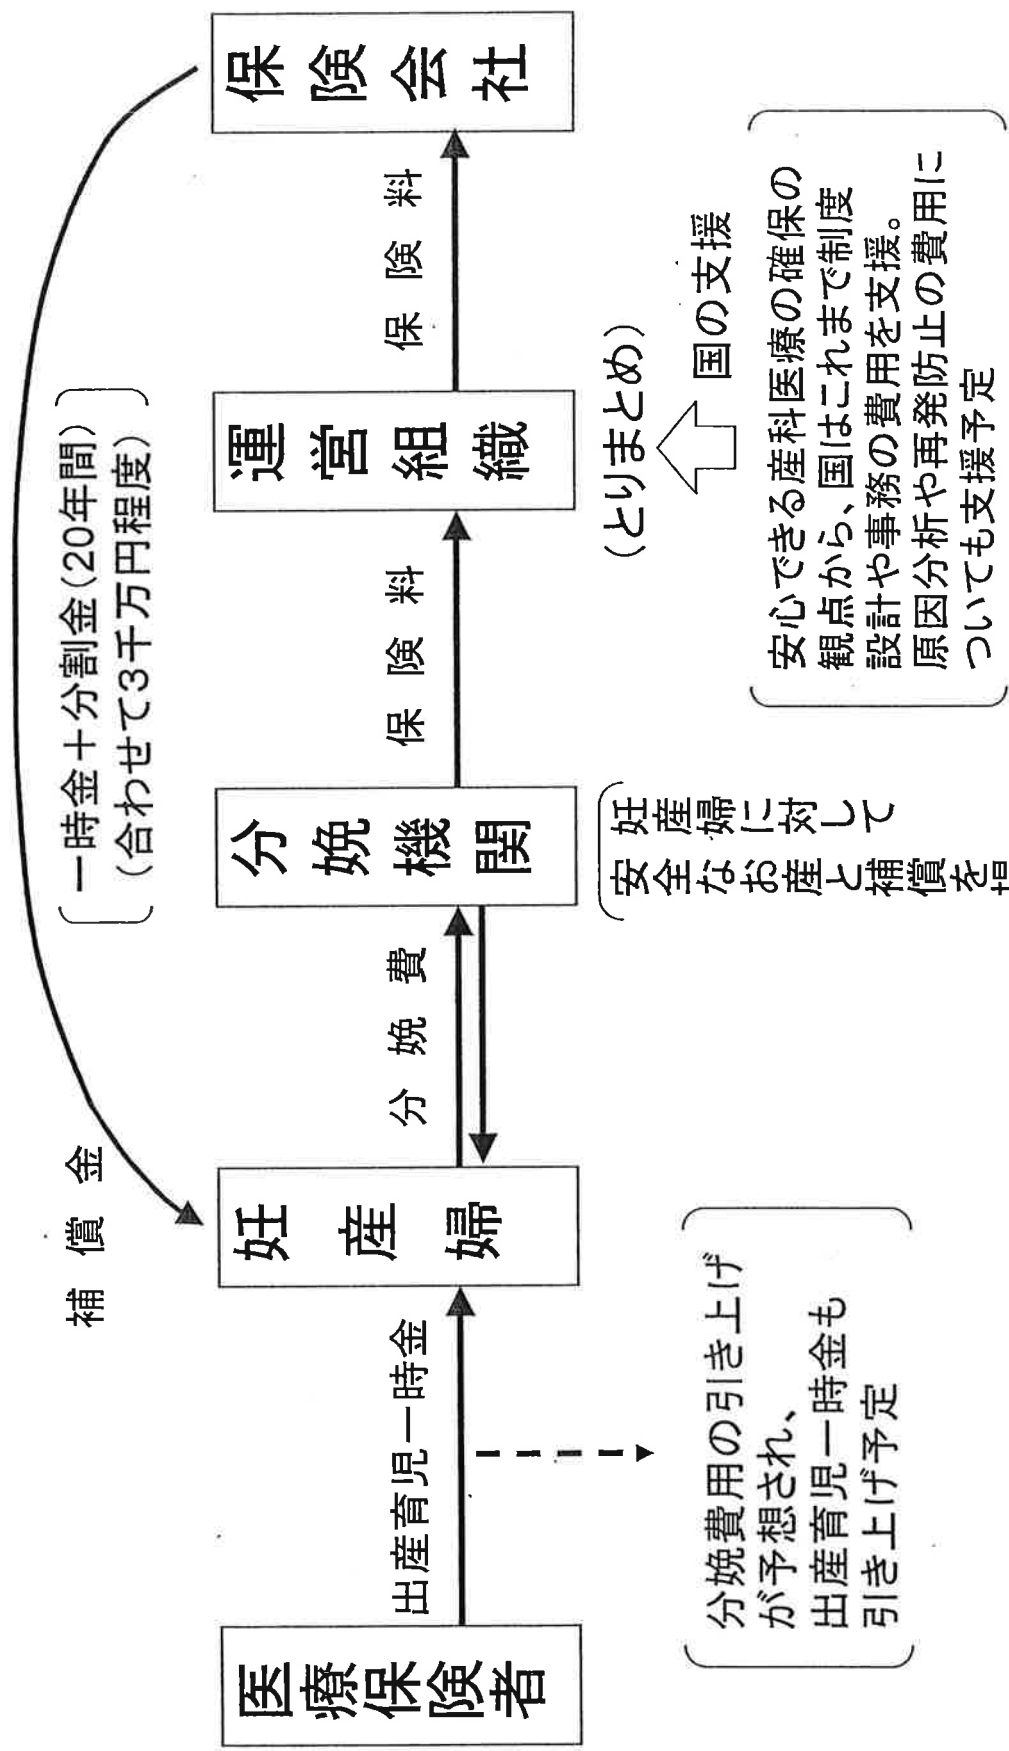 補償金
一時金＋分割金(20年間)
(合わせて3千万円程度)
医療保険者
出産育児一時金
妊産婦
分娩費
分娩機関
保険料
運営組織
保険料
保険会社
(とりまとめ)
国の支援
分娩費用の引き上げ
が予想され、
出産育児一時金も
引き上げ予定
妊産婦に対して
安全なお産と補償を
安心できる産科医療の確保の
観点から、国はこれまで制度
設計や事務の費用を支援。
原因分析や再発防止の費用に
ついても支援予定